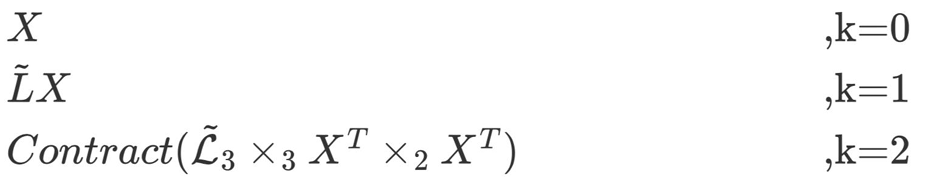 X ,k=0
L̃X ,k=1
Contract(ℒ̃₃ ×₃ Xᵀ ×₂ Xᵀ) ,k=2